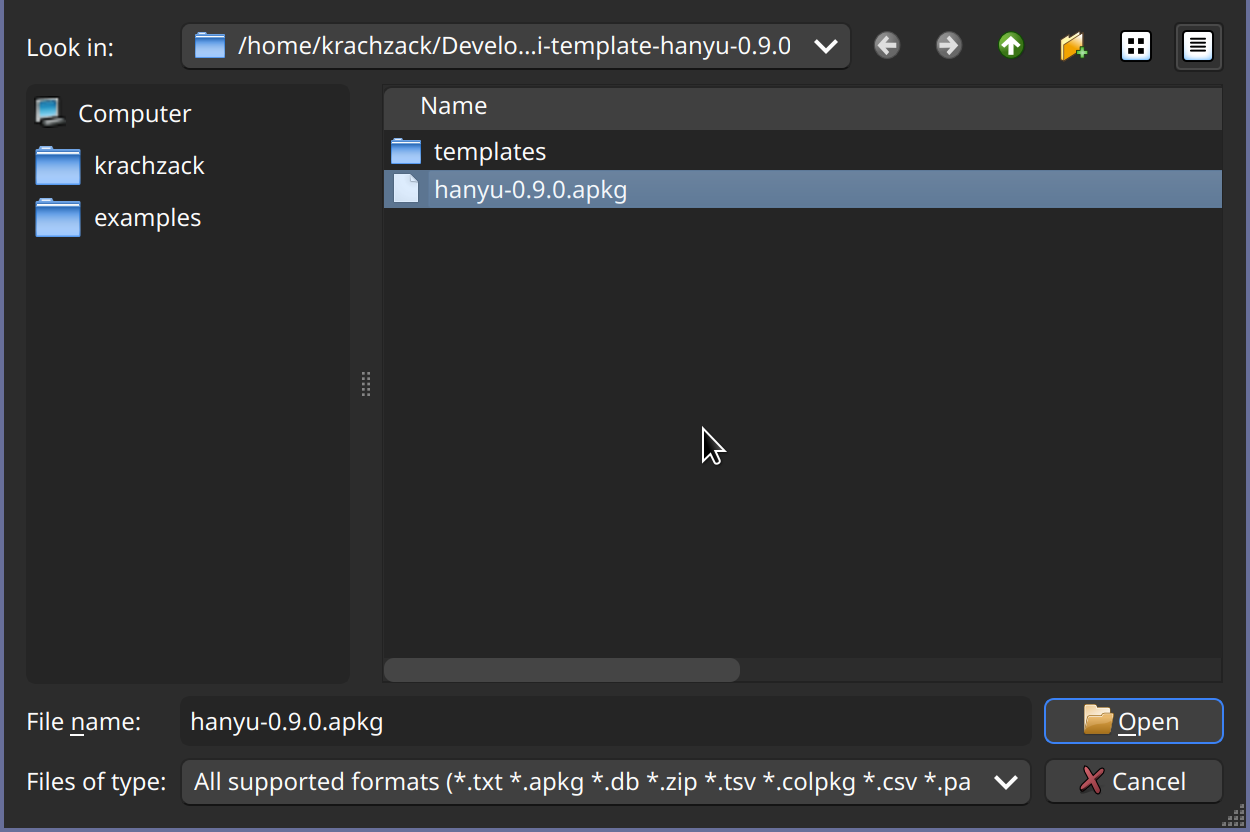 Look in:
/home/krachzack/Develo...i-template-hanyu-0.9.0
Computer
krachzack
examples
Name
templates
hanyu-0.9.0.apkg
File name:
hanyu-0.9.0.apkg
Open
Files of type:
All supported formats (*.txt *.apkg *.db *.zip *.tsv *.colpkg *.csv *.pa
Cancel